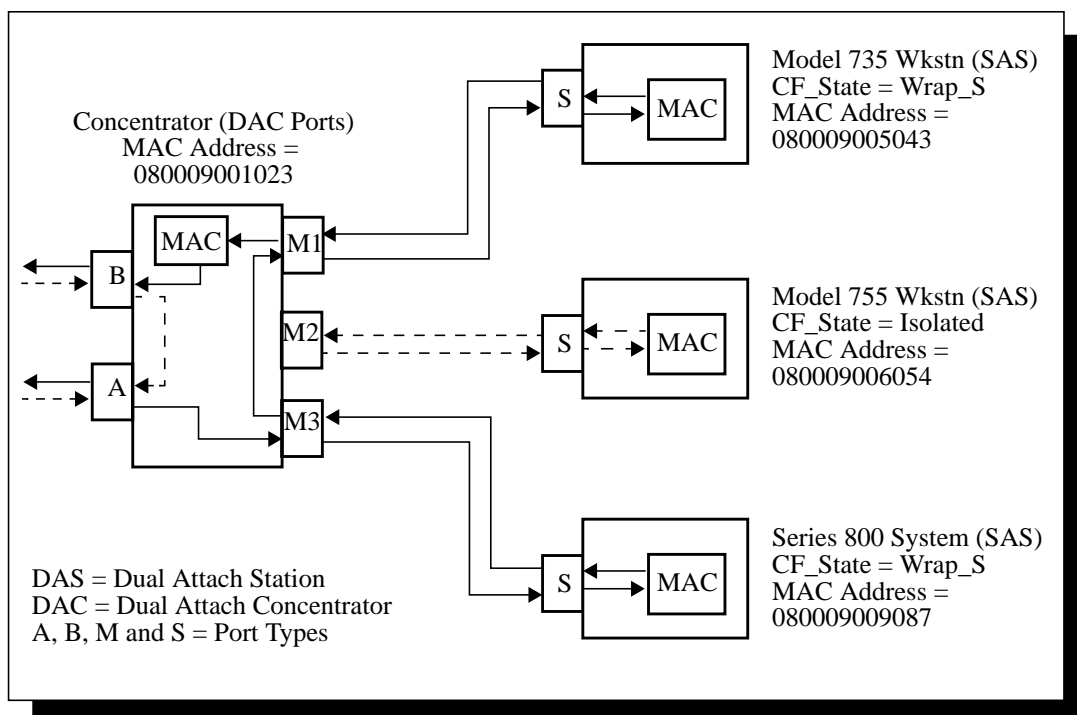 Model 735 Wkstn (SAS)
CF_State = Wrap_S
MAC Address =
080009005043
S
MAC
Concentrator (DAC Ports)
MAC Address =
080009001023
MAC
M1
B
M2
A
M3
Model 755 Wkstn (SAS)
CF_State = Isolated
MAC Address =
080009006054
S
MAC
Series 800 System (SAS)
CF_State = Wrap_S
MAC Address =
080009009087
S
MAC
DAS = Dual Attach Station
DAC = Dual Attach Concentrator
A, B, M and S = Port Types